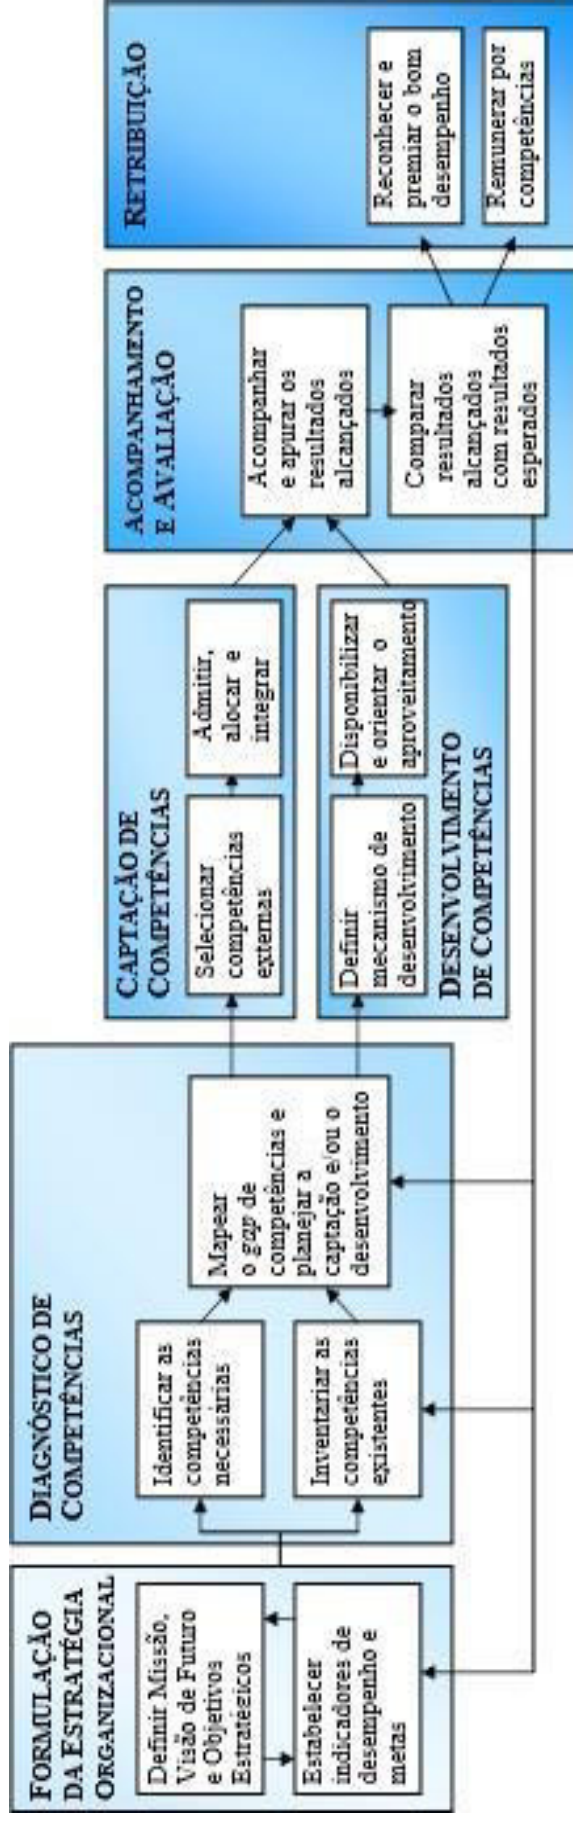 FORMULAÇÃO
DA ESTRATÉGIA
ORGANIZACIONAL
Definir Missão,
Visão de Futuro
e Objetivos
Estratégicos
Estabelecer
indicadores de
desempenho e
metas
DIAGNÓSTICO DE
COMPETÊNCIAS
Identificar as
competências
necessárias
Inventariar as
competências
existentes
Mapear
o gap de
competências e
planejar a
captação e/ou o
desenvolvimento
CAPTAÇÃO DE
COMPETÊNCIAS
Selecionar
competências
externas
Admitir,
alocar e
integrar
Definir
mecanismo de
desenvolvimento
Disponibilizar
e orientar o
aproveitamento
DESENVOLVIMENTO
DE COMPETÊNCIAS
ACOMPANHAMENTO
E AVALIAÇÃO
Acompanhar
e apurar os
resultados
alcançados
Comparar
resultados
alcançados
com resultados
esperados
RETRIBUIÇÃO
Reconhecer e
premiar o bom
desempenho
Remunerar por
competências